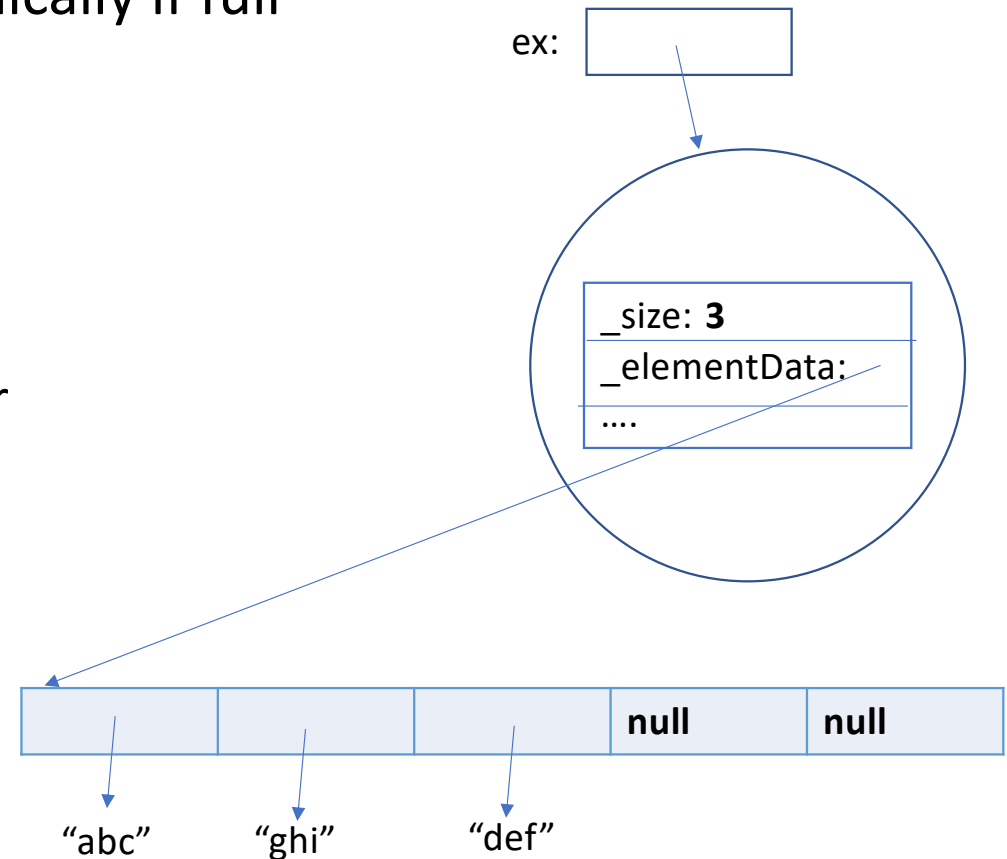 ically if full
ex:
r
_size: 3
_elementData:
….
null null
“abc” “ghi” “def”